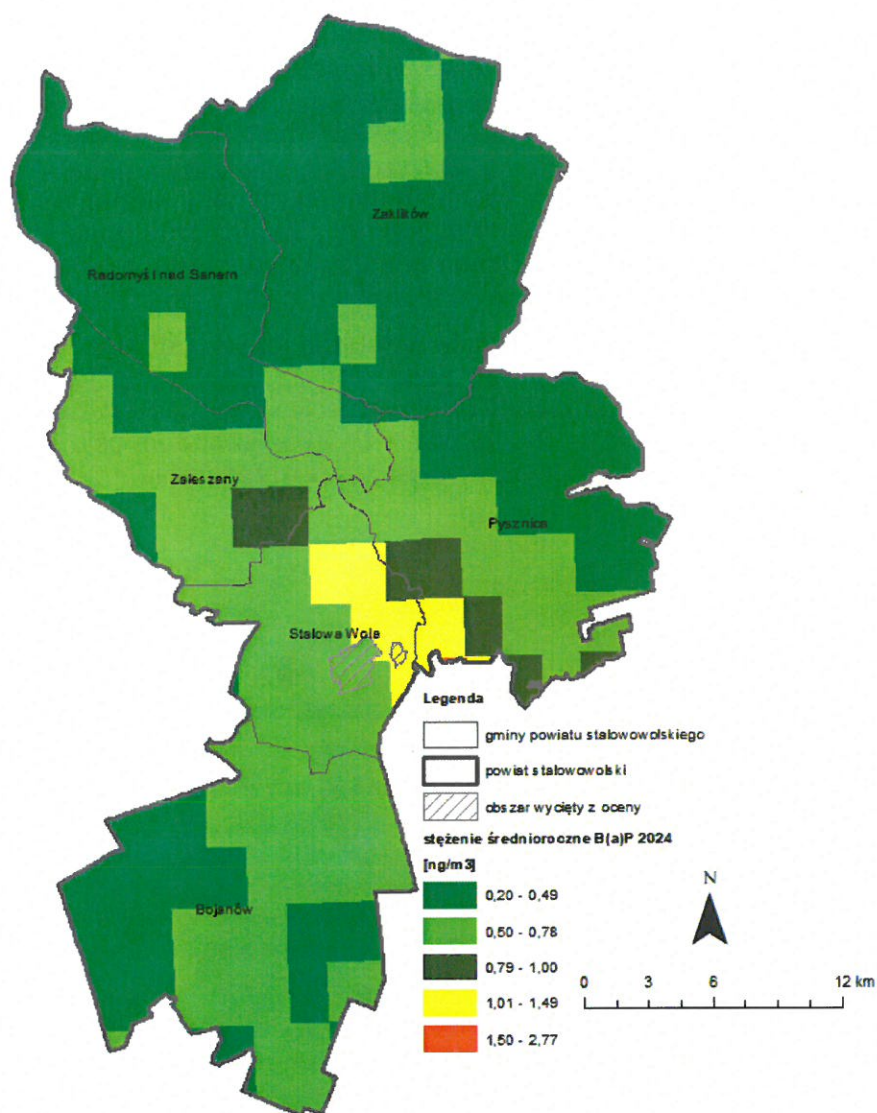 Zaklików
Radomyśl nad Sanem
Zaleszany
Pysznica
Stalowa Wola
Bojanów
Legenda
gminy powiatu stalowowolskiego
powiat stalowowolski
obszar wycięty z oceny
stężenie średnioroczne B(a)P 2024
[ng/m3]
0,20 - 0,49
0,50 - 0,78
0,79 - 1,00
1,01 - 1,49
1,50 - 2,77
N
0 3 6 12 km